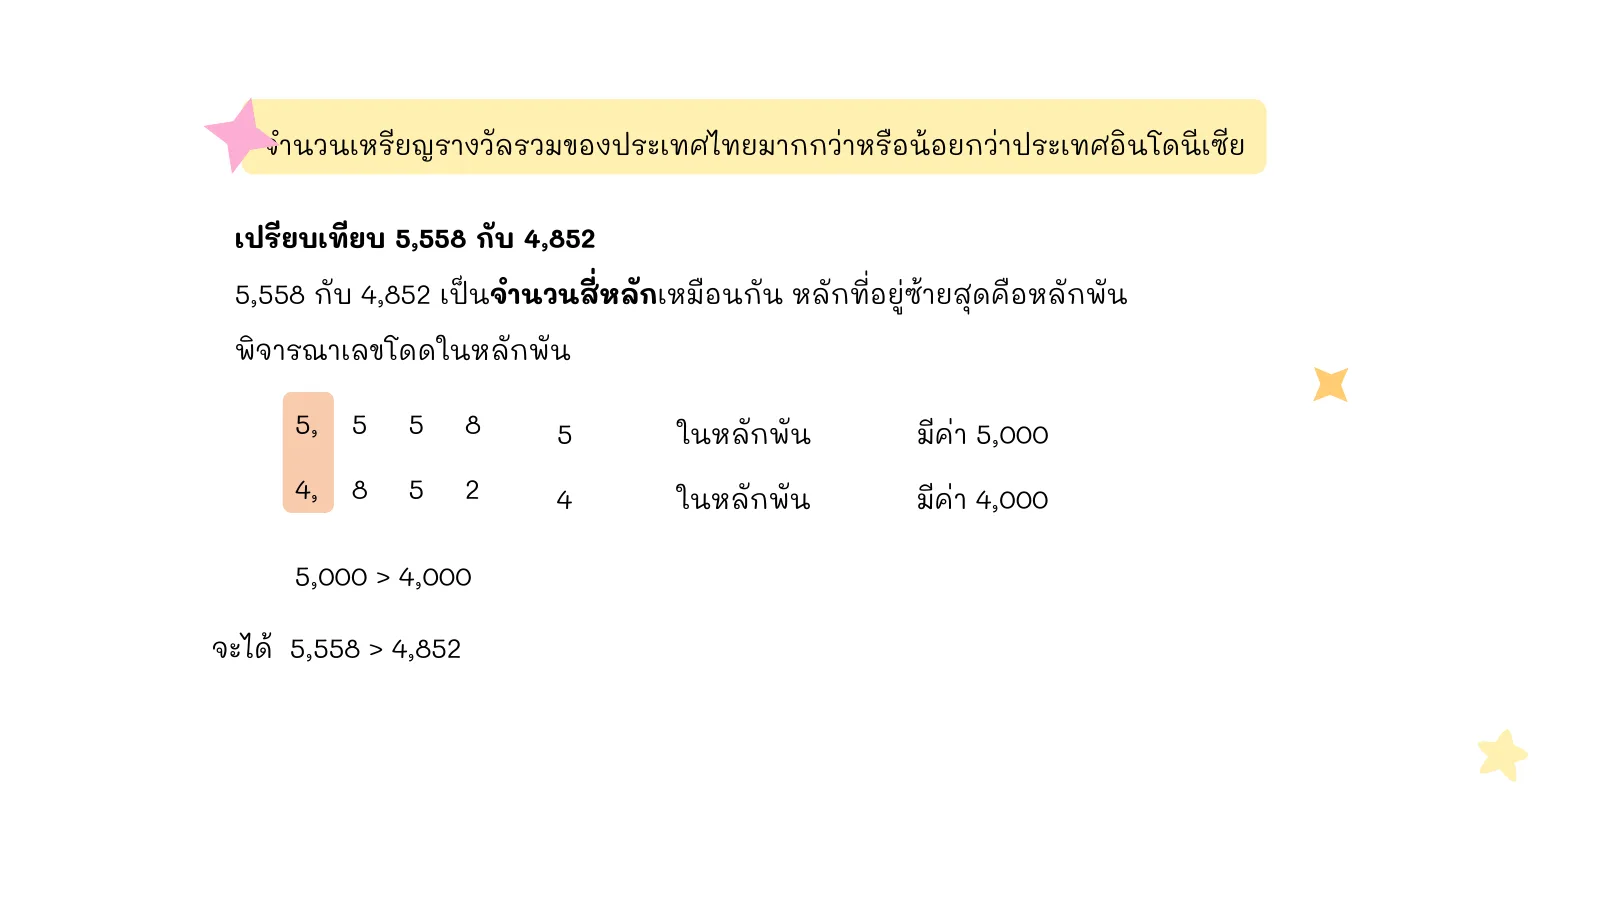 จำนวนเหรียญรางวัลรวมของประเทศไทยมากกว่าหรือน้อยกว่าประเทศอินโดนีเซีย
เปรียบเทียบ 5,558 กับ 4,852
5,558 กับ 4,852 เป็นจำนวนสี่หลักเหมือนกัน หลักที่อยู่ซ้ายสุดคือหลักพัน
พิจารณาเลขโดดในหลักพัน
5, 5 5 8 5 ในหลักพัน มีค่า 5,000
4, 8 5 2 4 ในหลักพัน มีค่า 4,000
5,000 > 4,000
จะได้ 5,558 > 4,852